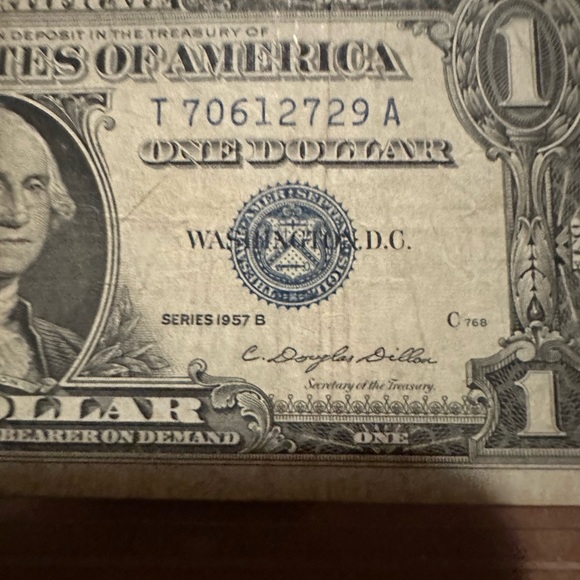 CERTIFICATE
N DEPOSIT IN THE TREASURY OF
TES OF AMERICA
1
T 70612729 A
ONE DOLLAR
WASHINGTON, D.C.
SERIES 1957 B
C 768
C. Douglas Dillon
Secretary of the Treasury.
OLLAR
BEARER ON DEMAND
ONE
1